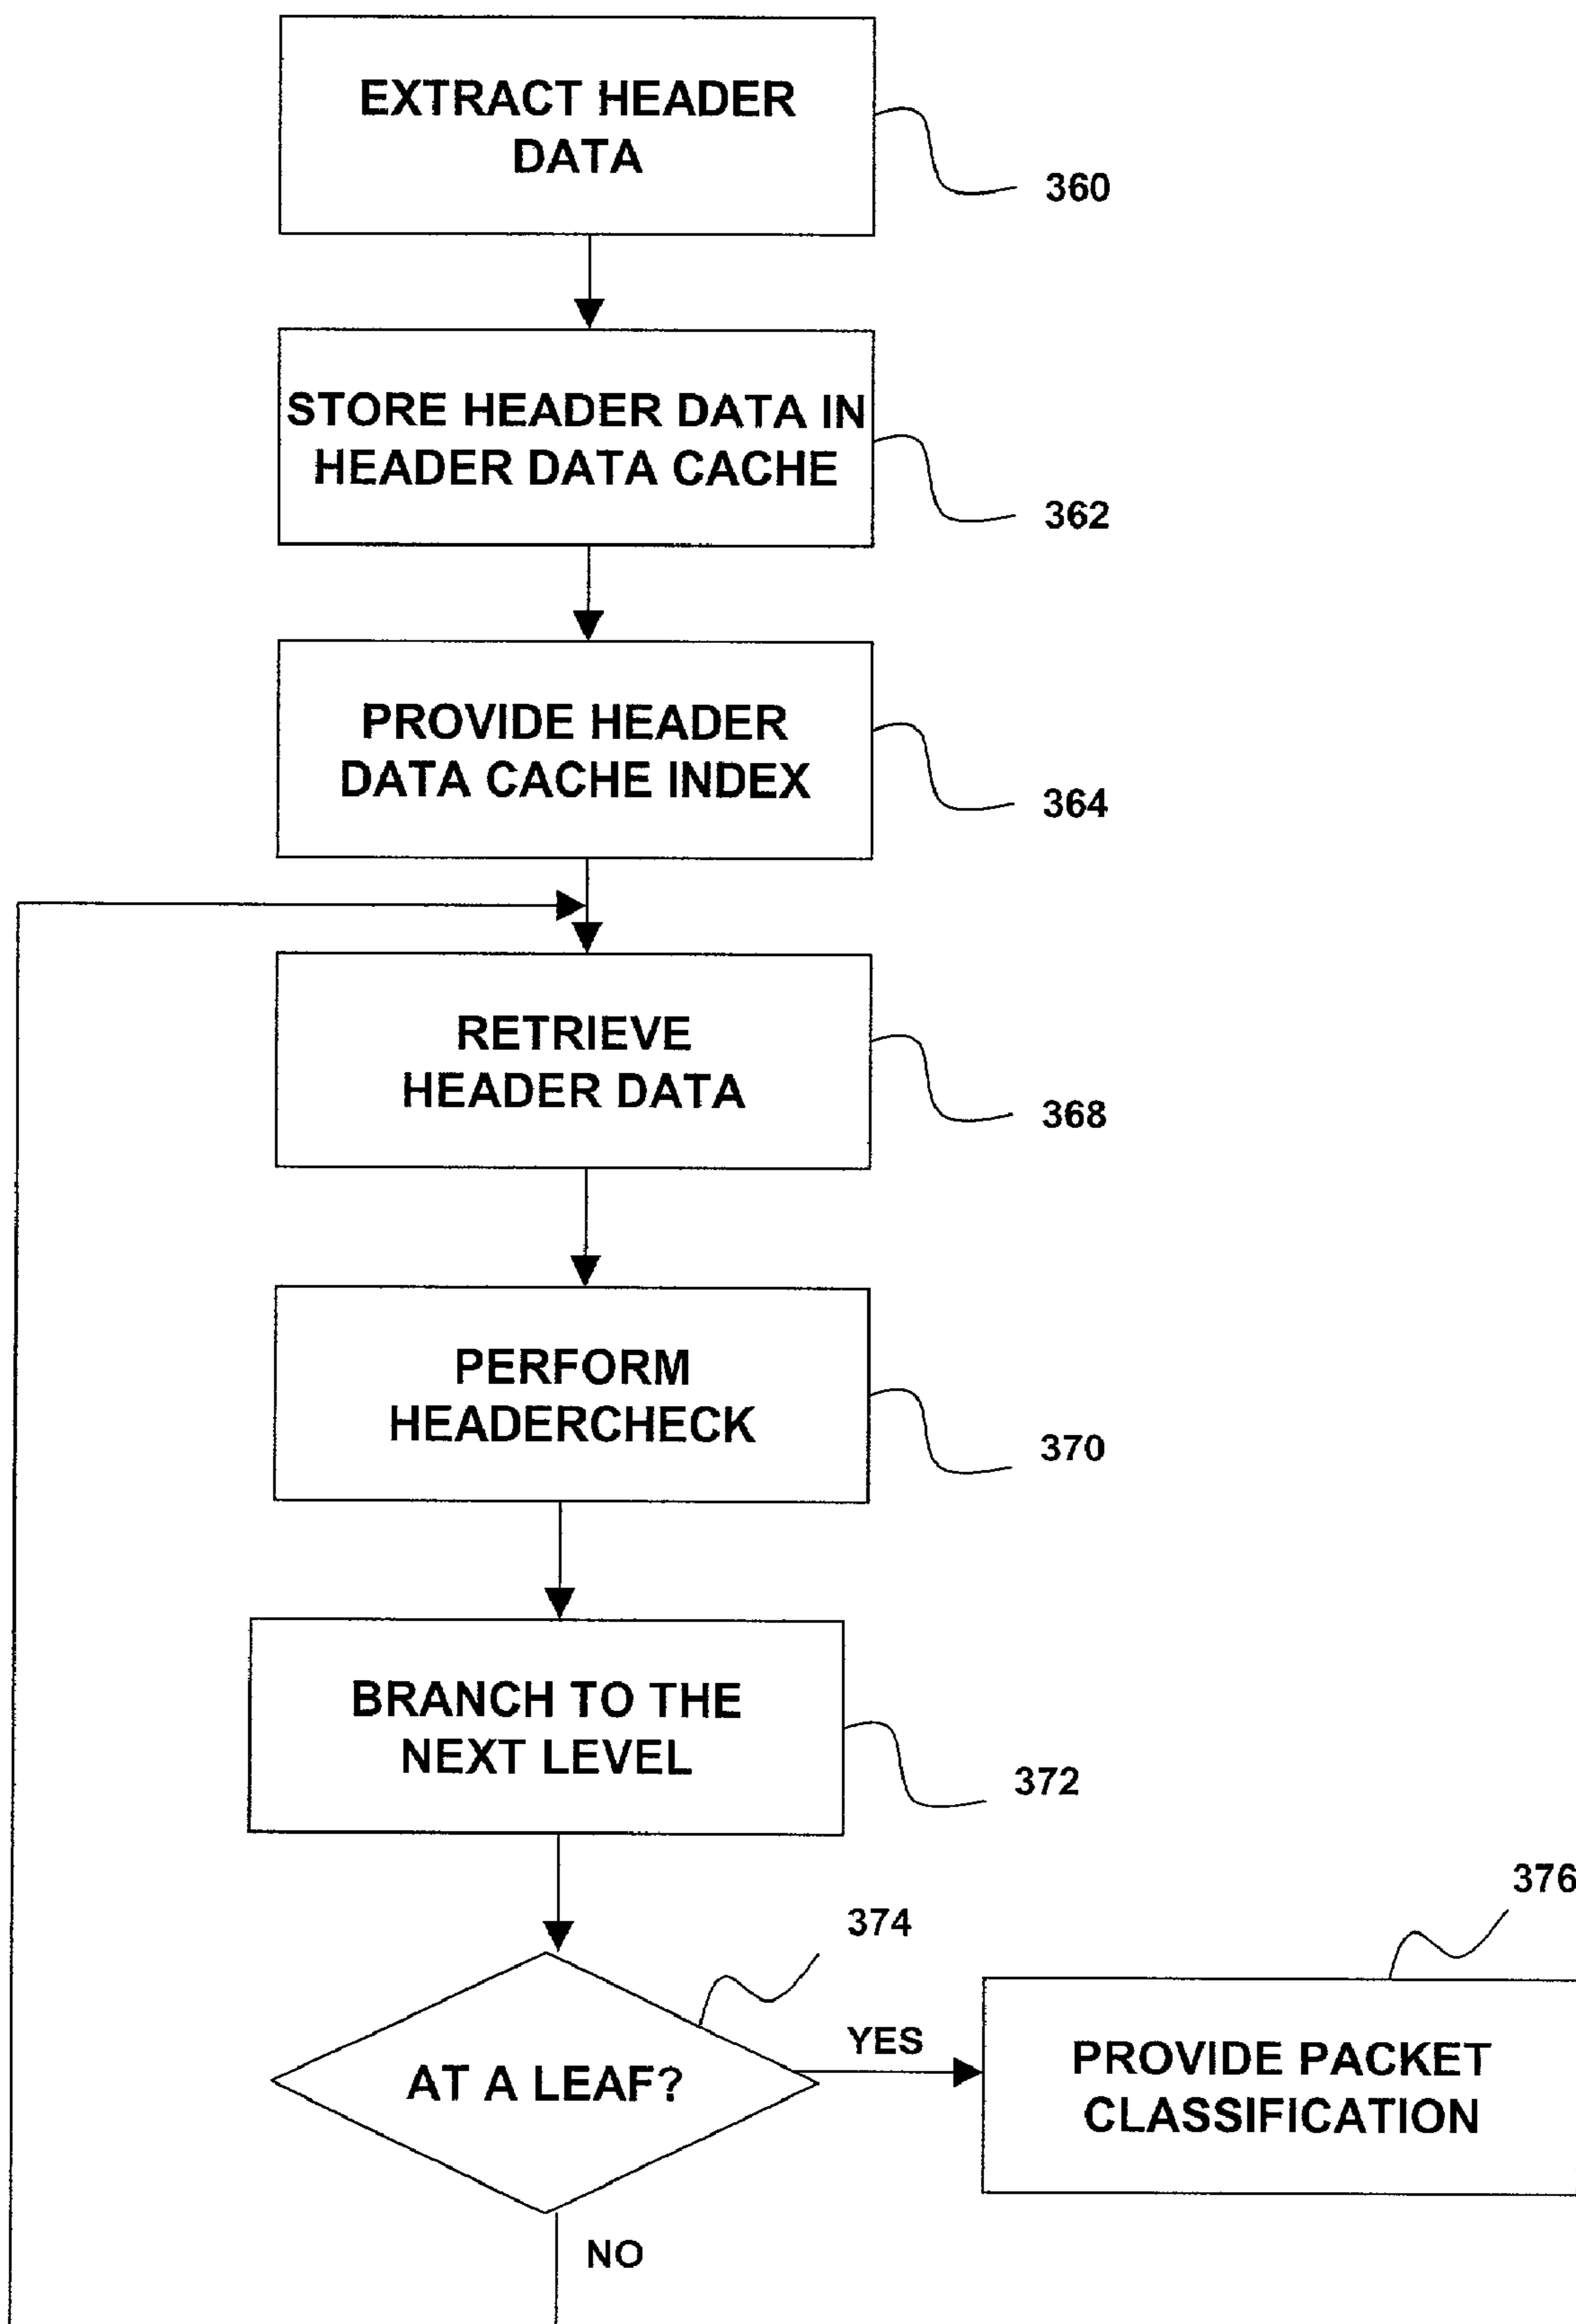 EXTRACT HEADER
DATA
360
STORE HEADER DATA IN
HEADER DATA CACHE
362
PROVIDE HEADER
DATA CACHE INDEX
364
RETRIEVE
HEADER DATA
368
PERFORM
HEADERCHECK
370
BRANCH TO THE
NEXT LEVEL
372
374
376
AT A LEAF?
YES
PROVIDE PACKET
CLASSIFICATION
NO